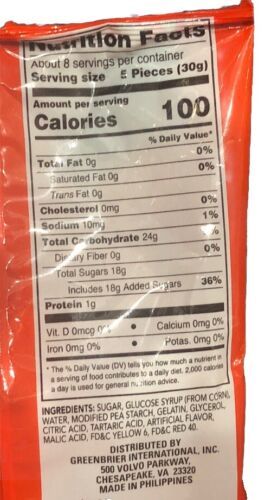 Nutrition Facts
About 8 servings per container
Serving size 5 Pieces (30g)
Amount per serving
Calories 100
% Daily Value*
Total Fat 0g 0%
Saturated Fat 0g 0%
Trans Fat 0g
Cholesterol 0mg 0%
Sodium 10mg 1%
Total Carbohydrate 24g 9%
Dietary Fiber 0g 0%
Total Sugars 18g
Includes 18g Added Sugars 36%
Protein 1g
Vit. D 0mcg 0% • Calcium 0mg 0%
Iron 0mg 0% • Potas. 0mg 0%
* The % Daily Value (DV) tells you how much a nutrient in
a serving of food contributes to a daily diet. 2,000 calories
a day is used for general nutrition advice.
INGREDIENTS: SUGAR, GLUCOSE SYRUP (FROM CORN),
WATER, MODIFIED PEA STARCH, GELATIN, GLYCEROL,
CITRIC ACID, TARTARIC ACID, ARTIFICIAL FLAVOR,
MALIC ACID, FD&C YELLOW 6, FD&C RED 40.
DISTRIBUTED BY
GREENBRIER INTERNATIONAL, INC.
500 VOLVO PARKWAY,
CHESAPEAKE, VA 23320
MADE IN PHILIPPINES